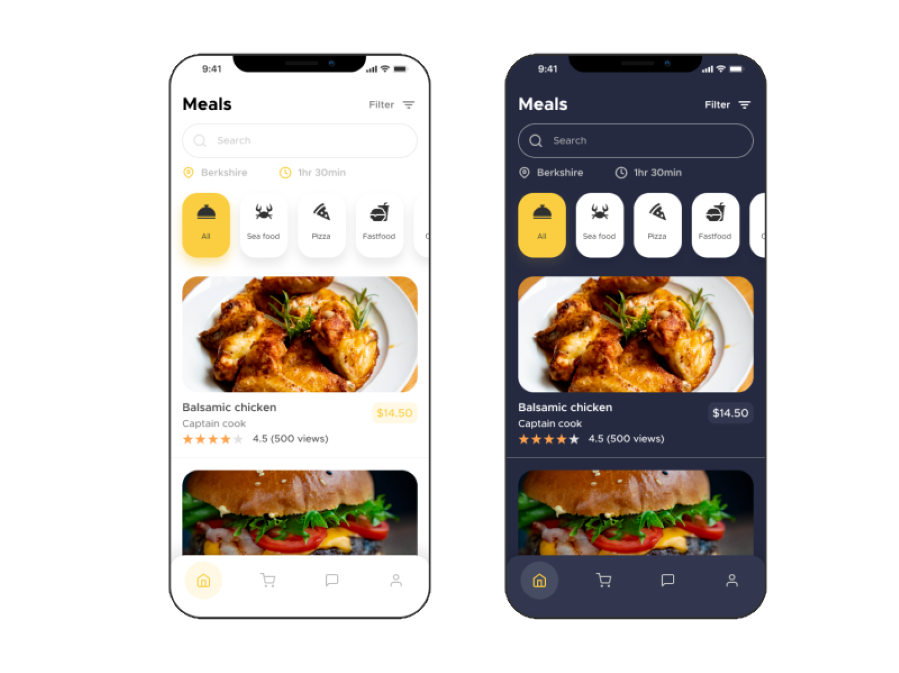 9:41
Meals
Filter
Search
Berkshire 1hr 30min
All Sea food Pizza Fastfood
Balsamic chicken
$14.50
Captain cook
4.5 (500 views)
9:41
Meals
Filter
Search
Berkshire 1hr 30min
All Sea food Pizza Fastfood
Balsamic chicken
$14.50
Captain cook
4.5 (500 views)